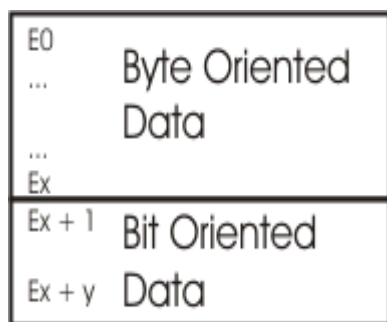 E0
... Byte Oriented
Data
...
Ex
Ex + 1 Bit Oriented
Ex + y Data